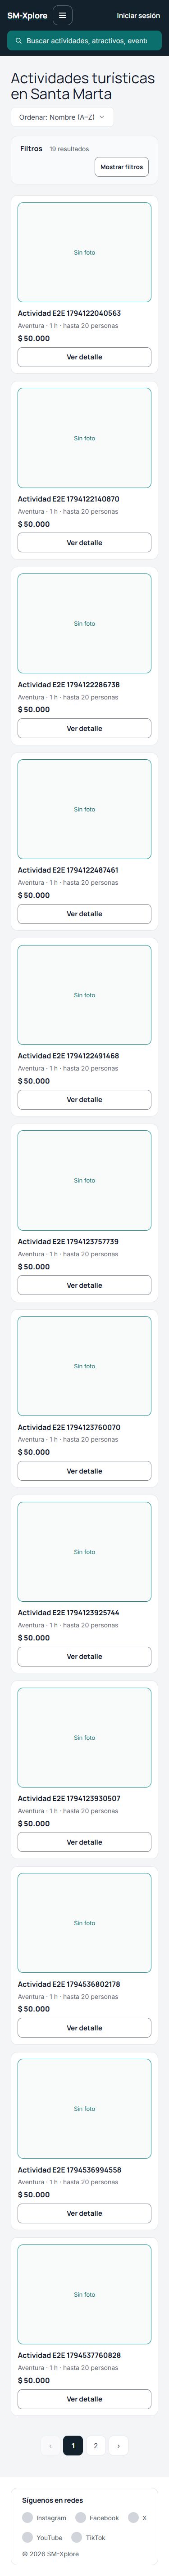 SM-Xplore
Iniciar sesión
Buscar actividades, atractivos, evento
Actividades turísticas
en Santa Marta
Ordenar: Nombre (A–Z)
Filtros 19 resultados
Mostrar filtros
Sin foto
Actividad E2E 1794122040563
Aventura · 1 h · hasta 20 personas
$ 50.000
Ver detalle
Sin foto
Actividad E2E 1794122140870
Aventura · 1 h · hasta 20 personas
$ 50.000
Ver detalle
Sin foto
Actividad E2E 1794122286738
Aventura · 1 h · hasta 20 personas
$ 50.000
Ver detalle
Sin foto
Actividad E2E 1794122487461
Aventura · 1 h · hasta 20 personas
$ 50.000
Ver detalle
Sin foto
Actividad E2E 1794122491468
Aventura · 1 h · hasta 20 personas
$ 50.000
Ver detalle
Sin foto
Actividad E2E 1794123757739
Aventura · 1 h · hasta 20 personas
$ 50.000
Ver detalle
Sin foto
Actividad E2E 1794123760070
Aventura · 1 h · hasta 20 personas
$ 50.000
Ver detalle
Sin foto
Actividad E2E 1794123925744
Aventura · 1 h · hasta 20 personas
$ 50.000
Ver detalle
Sin foto
Actividad E2E 1794123930507
Aventura · 1 h · hasta 20 personas
$ 50.000
Ver detalle
Sin foto
Actividad E2E 1794536802178
Aventura · 1 h · hasta 20 personas
$ 50.000
Ver detalle
Sin foto
Actividad E2E 1794536994558
Aventura · 1 h · hasta 20 personas
$ 50.000
Ver detalle
Sin foto
Actividad E2E 1794537760828
Aventura · 1 h · hasta 20 personas
$ 50.000
Ver detalle
‹ 1 2 ›
Síguenos en redes
Instagram Facebook X
YouTube TikTok
© 2026 SM-Xplore